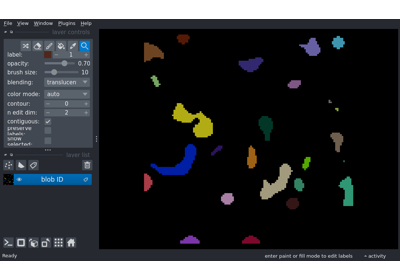 File View Window Plugins Help
layer controls
label: 1
opacity: 0.70
brush size: 10
blending: translucen
color mode: auto
contour: 0
n edit dim: 2
contiguous:
preserve labels:
show selected:
layer list
blob ID
Ready
enter paint or fill mode to edit labels
activity